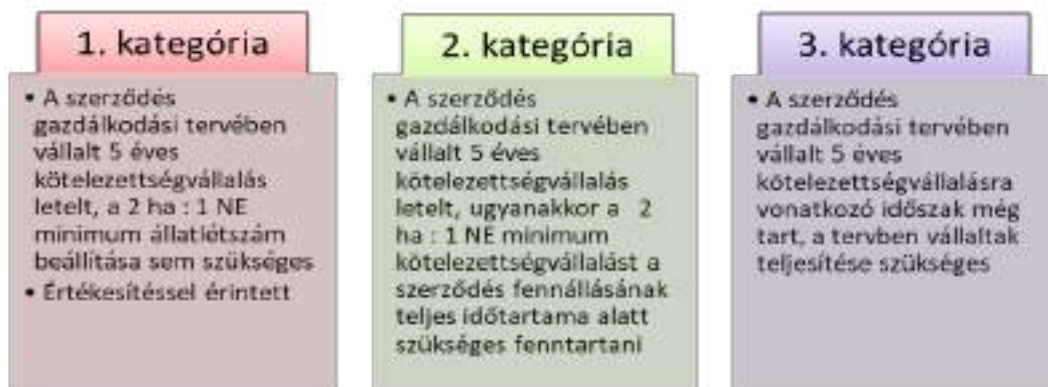 1. kategória
• A szerződés
gazdálkodási tervében
vállalt 5 éves
kötelezettségvállalás
letelt, a 2 ha : 1 NE
minimum állatlétszám
beállítása sem szükséges
• Értékesítéssel érintett
2. kategória
• A szerződés
gazdálkodási tervében
vállalt 5 éves
kötelezettségvállalás
letelt, ugyanakkor a 2
ha : 1 NE minimum
kötelezettségvállalást a
szerződés fennállásának
teljes időtartama alatt
szükséges fenntartani
3. kategória
• A szerződés
gazdálkodási tervében
vállalt 5 éves
kötelezettségvállalásra
vonatkozó időszak még
tart, a tervben vállaltak
teljesítése szükséges